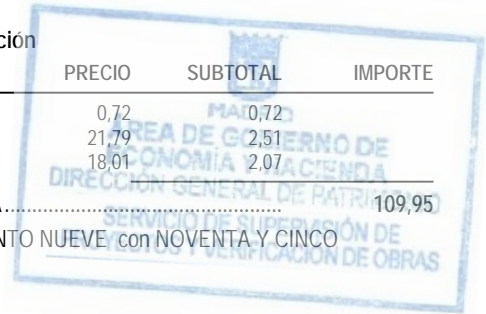 ción
PRECIO SUBTOTAL IMPORTE
0,72 0,72
21,79 2,51
18,01 2,07
109,95
NTO NUEVE con NOVENTA Y CINCO
MADRID
ÁREA DE GOBIERNO DE
ECONOMÍA Y HACIENDA
DIRECCIÓN GENERAL DE PATRIMONIO
SERVICIO DE SUPERVISIÓN DE
PROYECTOS Y VERIFICACIÓN DE OBRAS